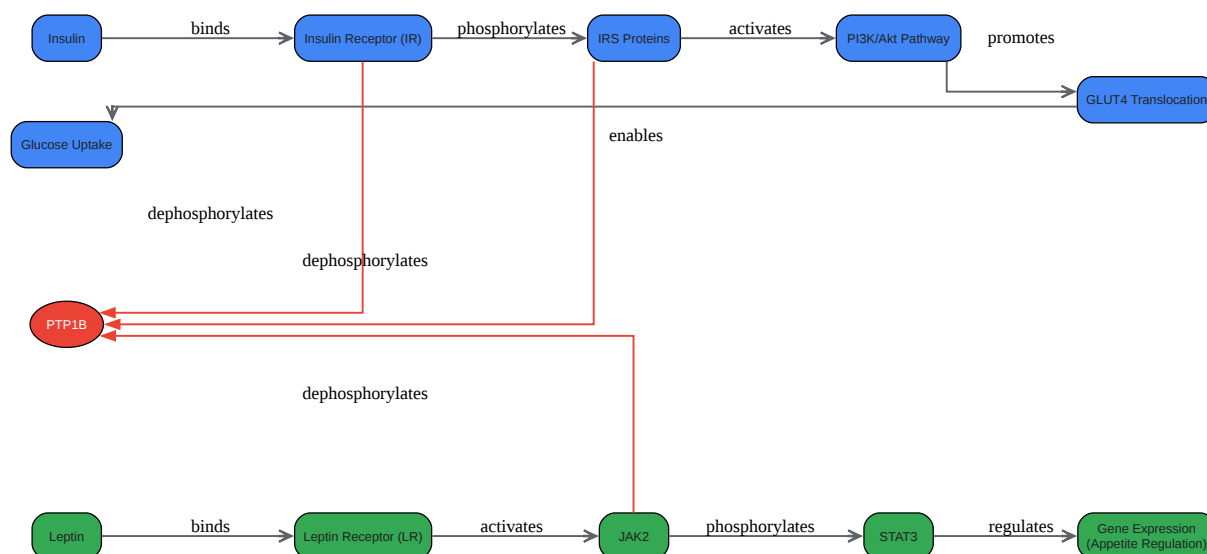 Insulin
binds
Insulin Receptor (IR)
phosphorylates
IRS Proteins
activates
PI3K/Akt Pathway
promotes
GLUT4 Translocation
enables
Glucose Uptake
dephosphorylates
dephosphorylates
PTP1B
dephosphorylates
Leptin
binds
Leptin Receptor (LR)
activates
JAK2
phosphorylates
STAT3
regulates
Gene Expression
(Appetite Regulation)